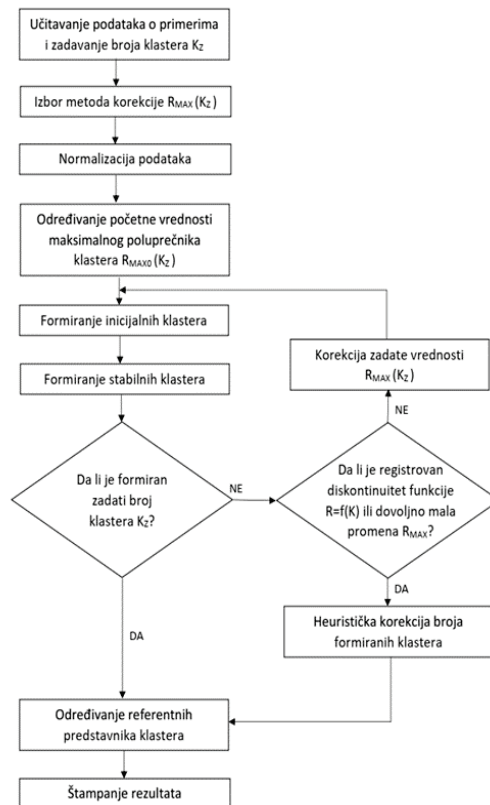 Učitavanje podataka o primerima
i zadavanje broja klastera KZ
Izbor metoda korekcije RMAX (KZ)
Normalizacija podataka
Određivanje početne vrednosti
maksimalnog poluprečnika
klastera RMAX0 (KZ)
Formiranje inicijalnih klastera
Formiranje stabilnih klastera
Korekcija zadate vrednosti
RMAX (KZ)
NE
Da li je formiran
zadati broj
klastera KZ?
NE
Da li je registrovan
diskontinuitet funkcije
R=f(K) ili dovoljno mala
promena RMAX?
DA
DA
Heuristička korekcija broja
formiranih klastera
Određivanje referentnih
predstavnika klastera
Štampanje rezultata